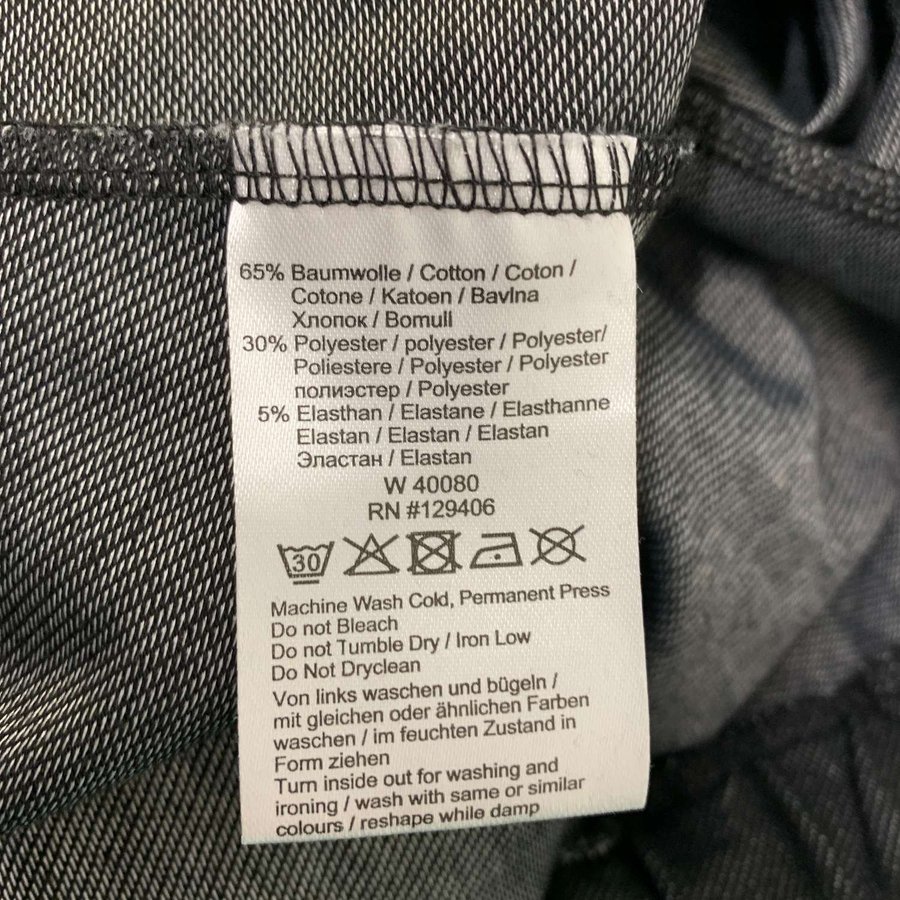 65% Baumwolle / Cotton / Coton /
Cotone / Katoen / Bavlna
Хлопок / Bomull
30% Polyester / polyester / Polyester/
Poliestere / Polyester / Polyester
полиэстер / Polyester
5% Elasthan / Elastane / Elasthanne
Elastan / Elastan / Elastan
Эластан / Elastan
W 40080
RN #129406
30
Machine Wash Cold, Permanent Press
Do not Bleach
Do not Tumble Dry / Iron Low
Do Not Dryclean
Von links waschen und bügeln /
mit gleichen oder ähnlichen Farben
waschen / im feuchten Zustand in
Form ziehen
Turn inside out for washing and
ironing / wash with same or similar
colours / reshape while damp